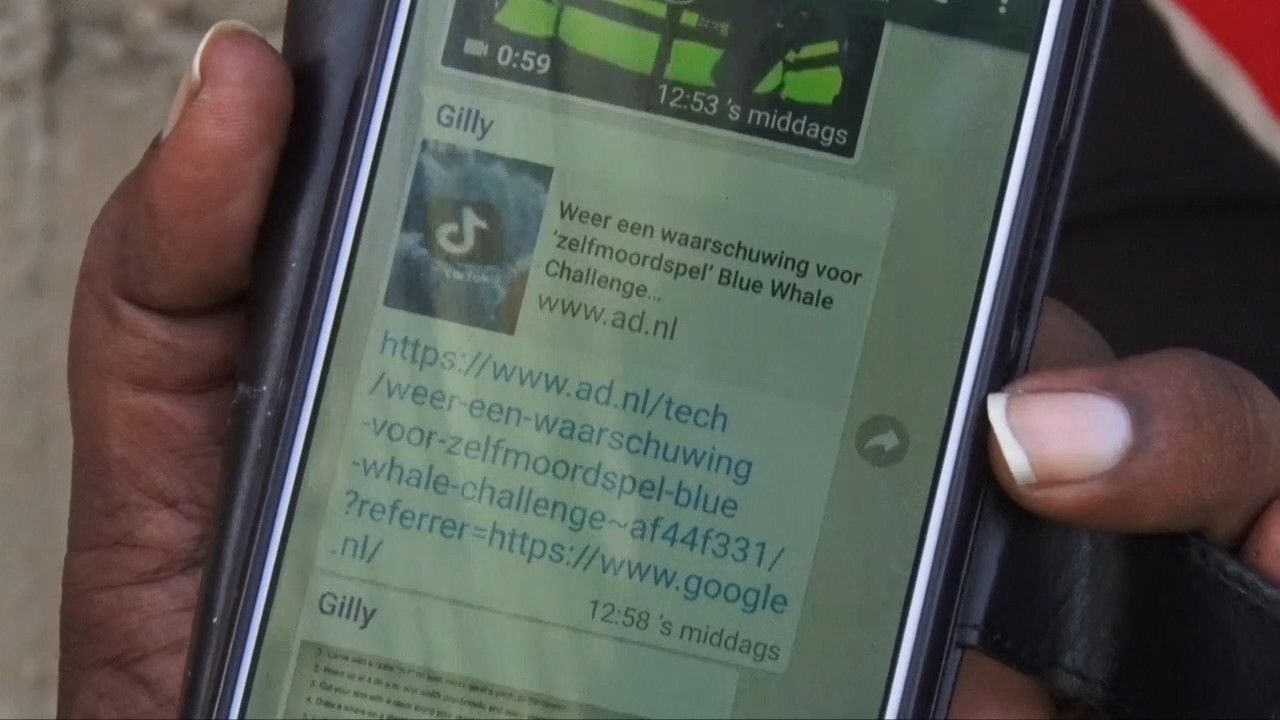 0:59
12:53 's middags
Gilly
TikTok
Weer een waarschuwing voor
'zelfmoordspel' Blue Whale
Challenge...
www.ad.nl
https://www.ad.nl/tech
/weer-een-waarschuwing
-voor-zelfmoordspel-blue
-whale-challenge~af44f331/
?referrer=https://www.google
.nl/
12:58 's middags
Gilly